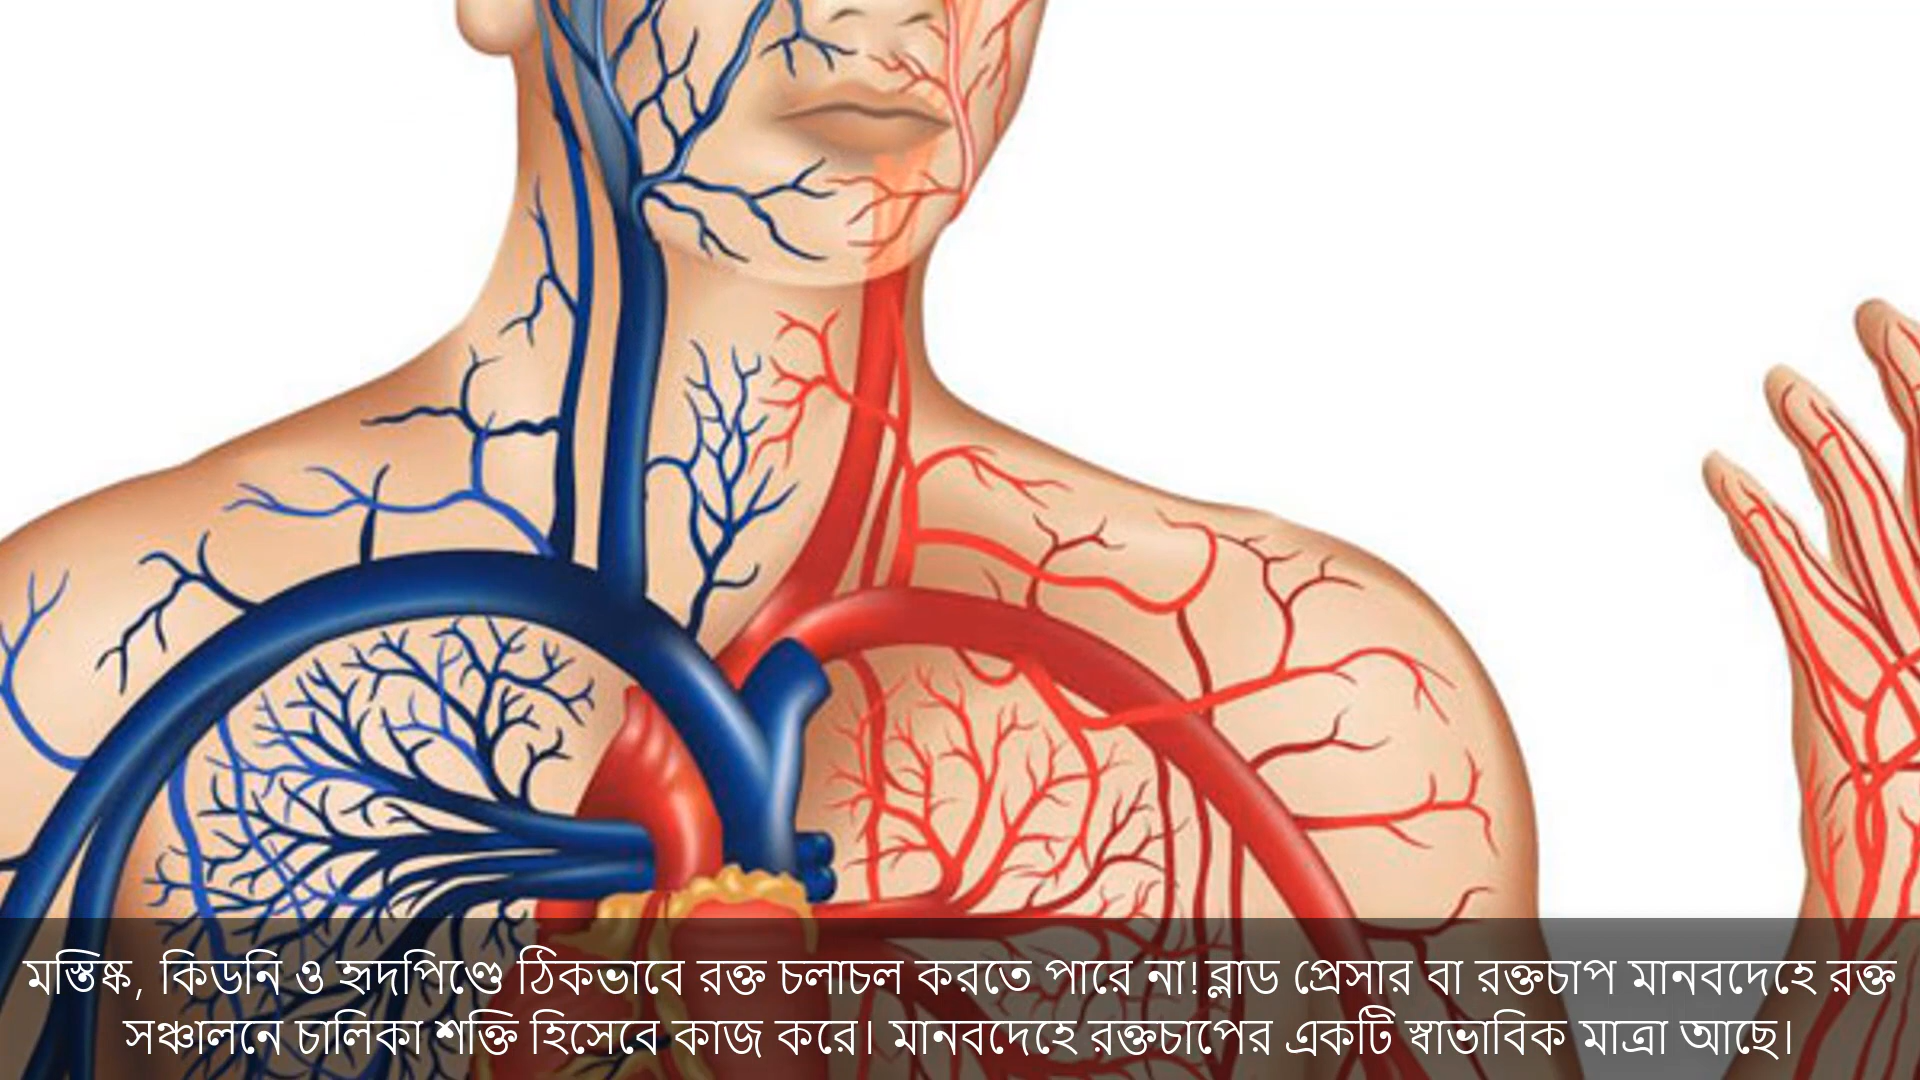 মস্তিষ্ক, কিডনি ও হৃদপিণ্ডে ঠিকভাবে রক্ত চলাচল করতে পারে না! ব্লাড প্রেসার বা রক্তচাপ মানবদেহে রক্ত
সঞ্চালনে চালিকা শক্তি হিসেবে কাজ করে। মানবদেহে রক্তচাপের একটি স্বাভাবিক মাত্রা আছে।